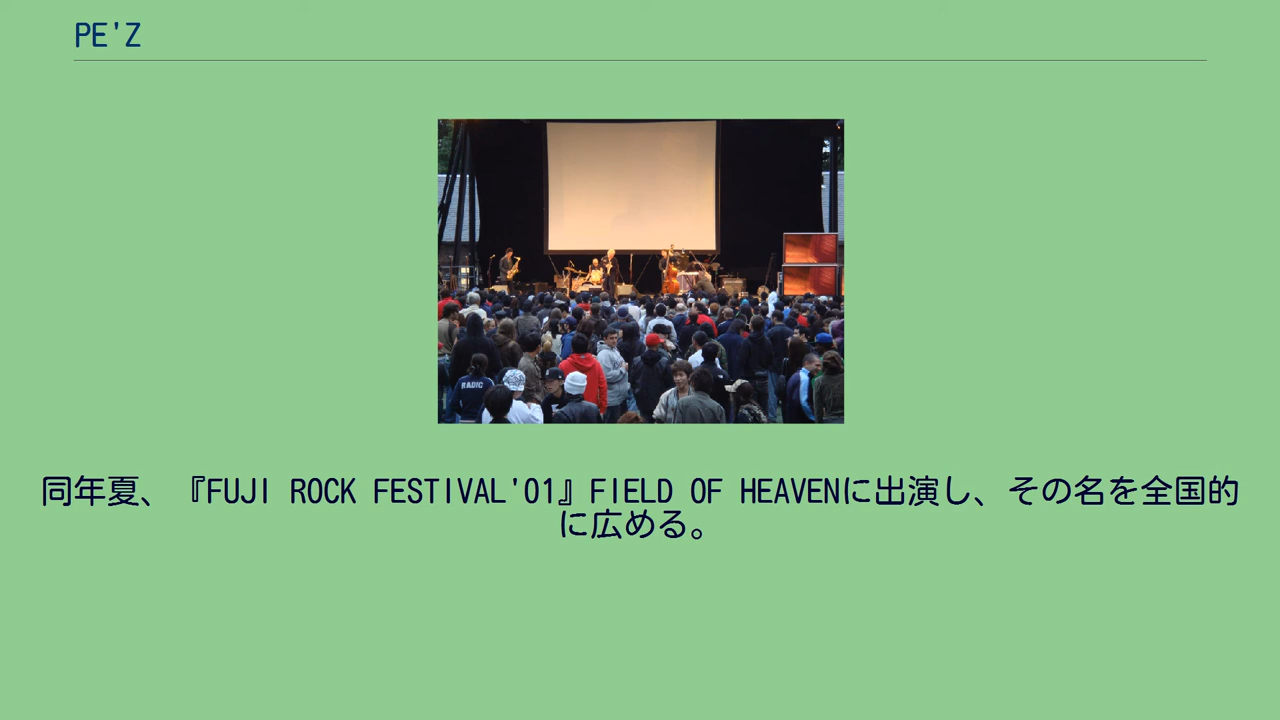 PE'Z
RADIC
同年夏、『FUJI ROCK FESTIVAL'01』FIELD OF HEAVENに出演し、その名を全国的
に広める。